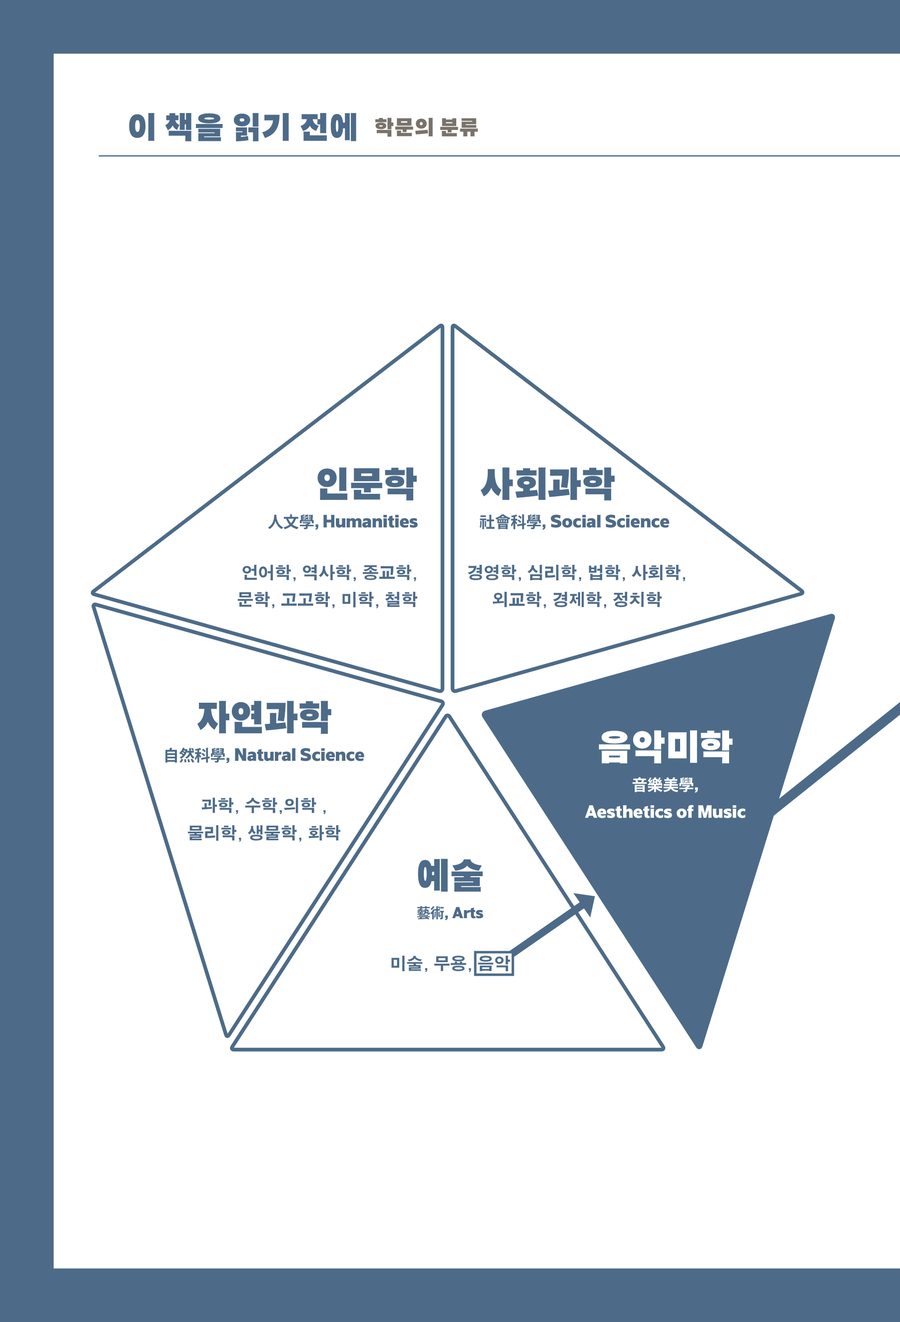 이 책을 읽기 전에 학문의 분류
인문학
人文學, Humanities
언어학, 역사학, 종교학,
문학, 고고학, 미학, 철학
사회과학
社會科學, Social Science
경영학, 심리학, 법학, 사회학,
외교학, 경제학, 정치학
자연과학
自然科學, Natural Science
과학, 수학,의학 ,
물리학, 생물학, 화학
음악미학
音樂美學,
Aesthetics of Music
예술
藝術, Arts
미술, 무용, 음악